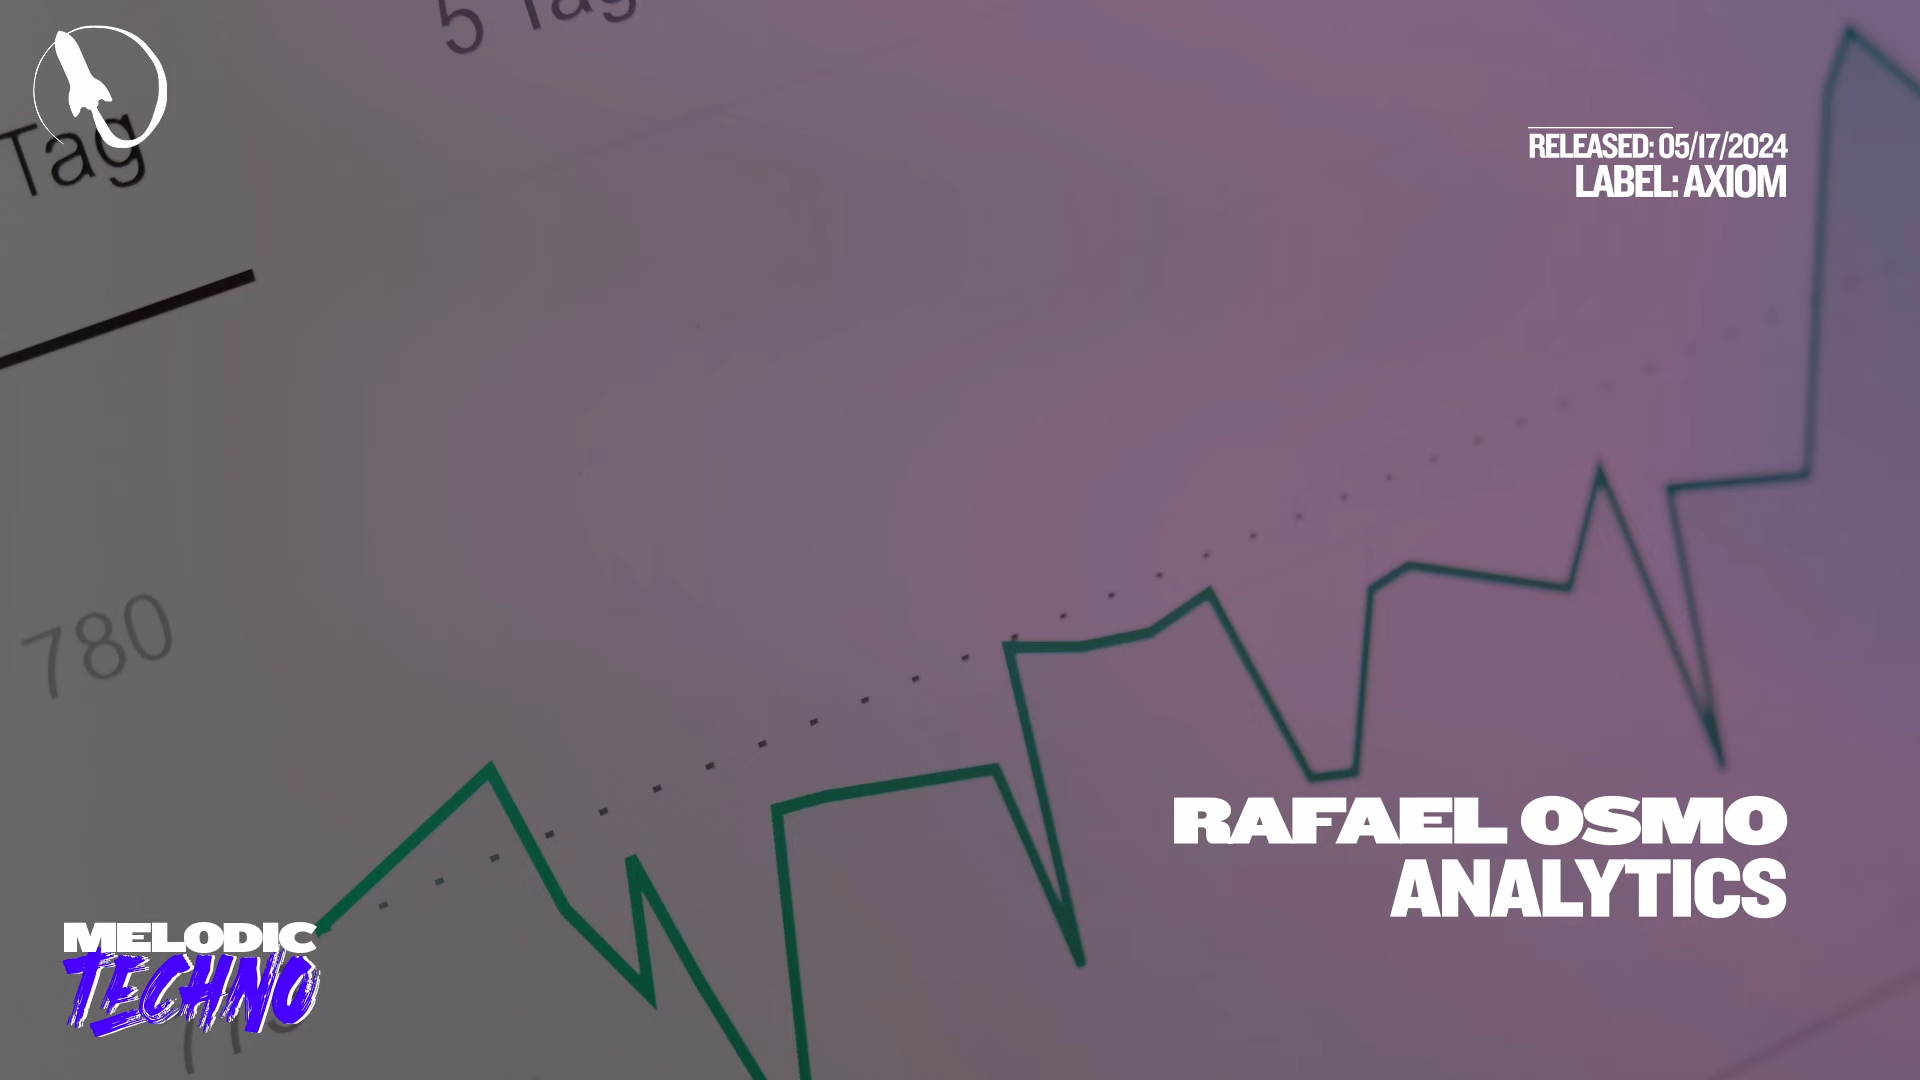 5 Tag
Tag
RELEASED: 05/17/2024
LABEL: AXIOM
780
RAFAEL OSMO
ANALYTICS
MELODIC
TECHNO